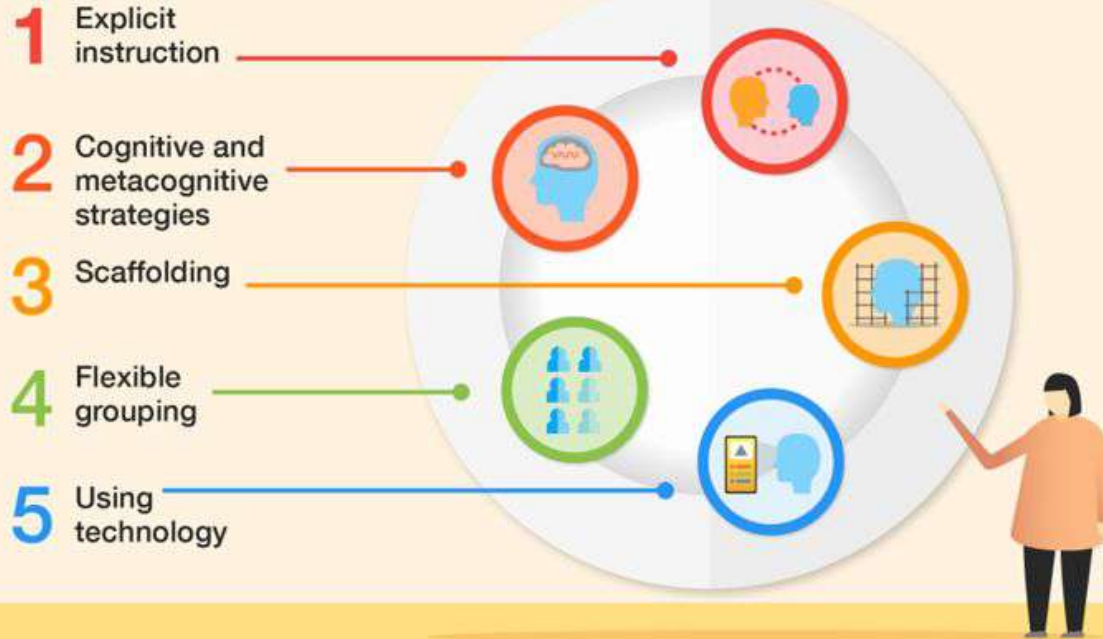 1 Explicit
instruction
2 Cognitive and
metacognitive
strategies
3 Scaffolding
4 Flexible
grouping
5 Using
technology